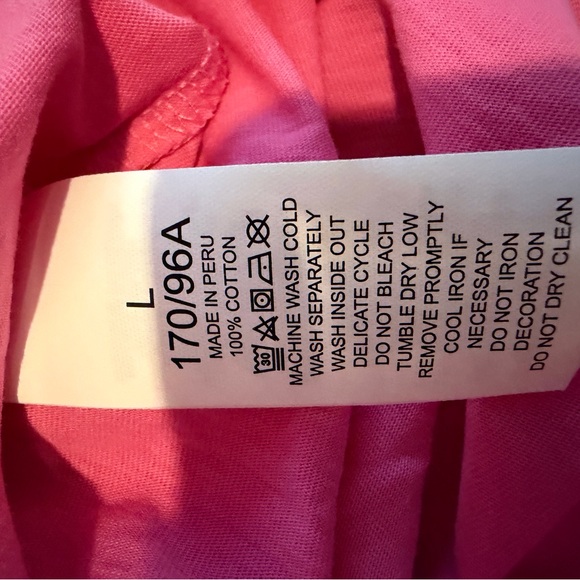 L
170/96A
MADE IN PERU
100% COTTON
30
MACHINE WASH COLD
WASH SEPARATELY
WASH INSIDE OUT
DELICATE CYCLE
DO NOT BLEACH
TUMBLE DRY LOW
REMOVE PROMPTLY
COOL IRON IF
NECESSARY
DO NOT IRON
DECORATION
DO NOT DRY CLEAN